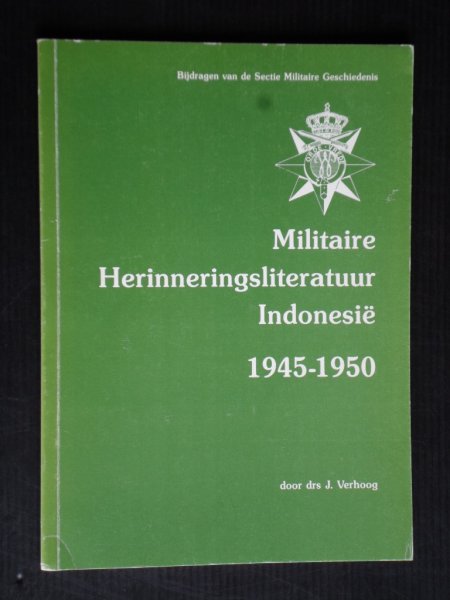 Bijdragen van de Sectie Militaire Geschiedenis
Militaire
Herinneringsliteratuur
Indonesië
1945-1950
door drs J. Verhoog